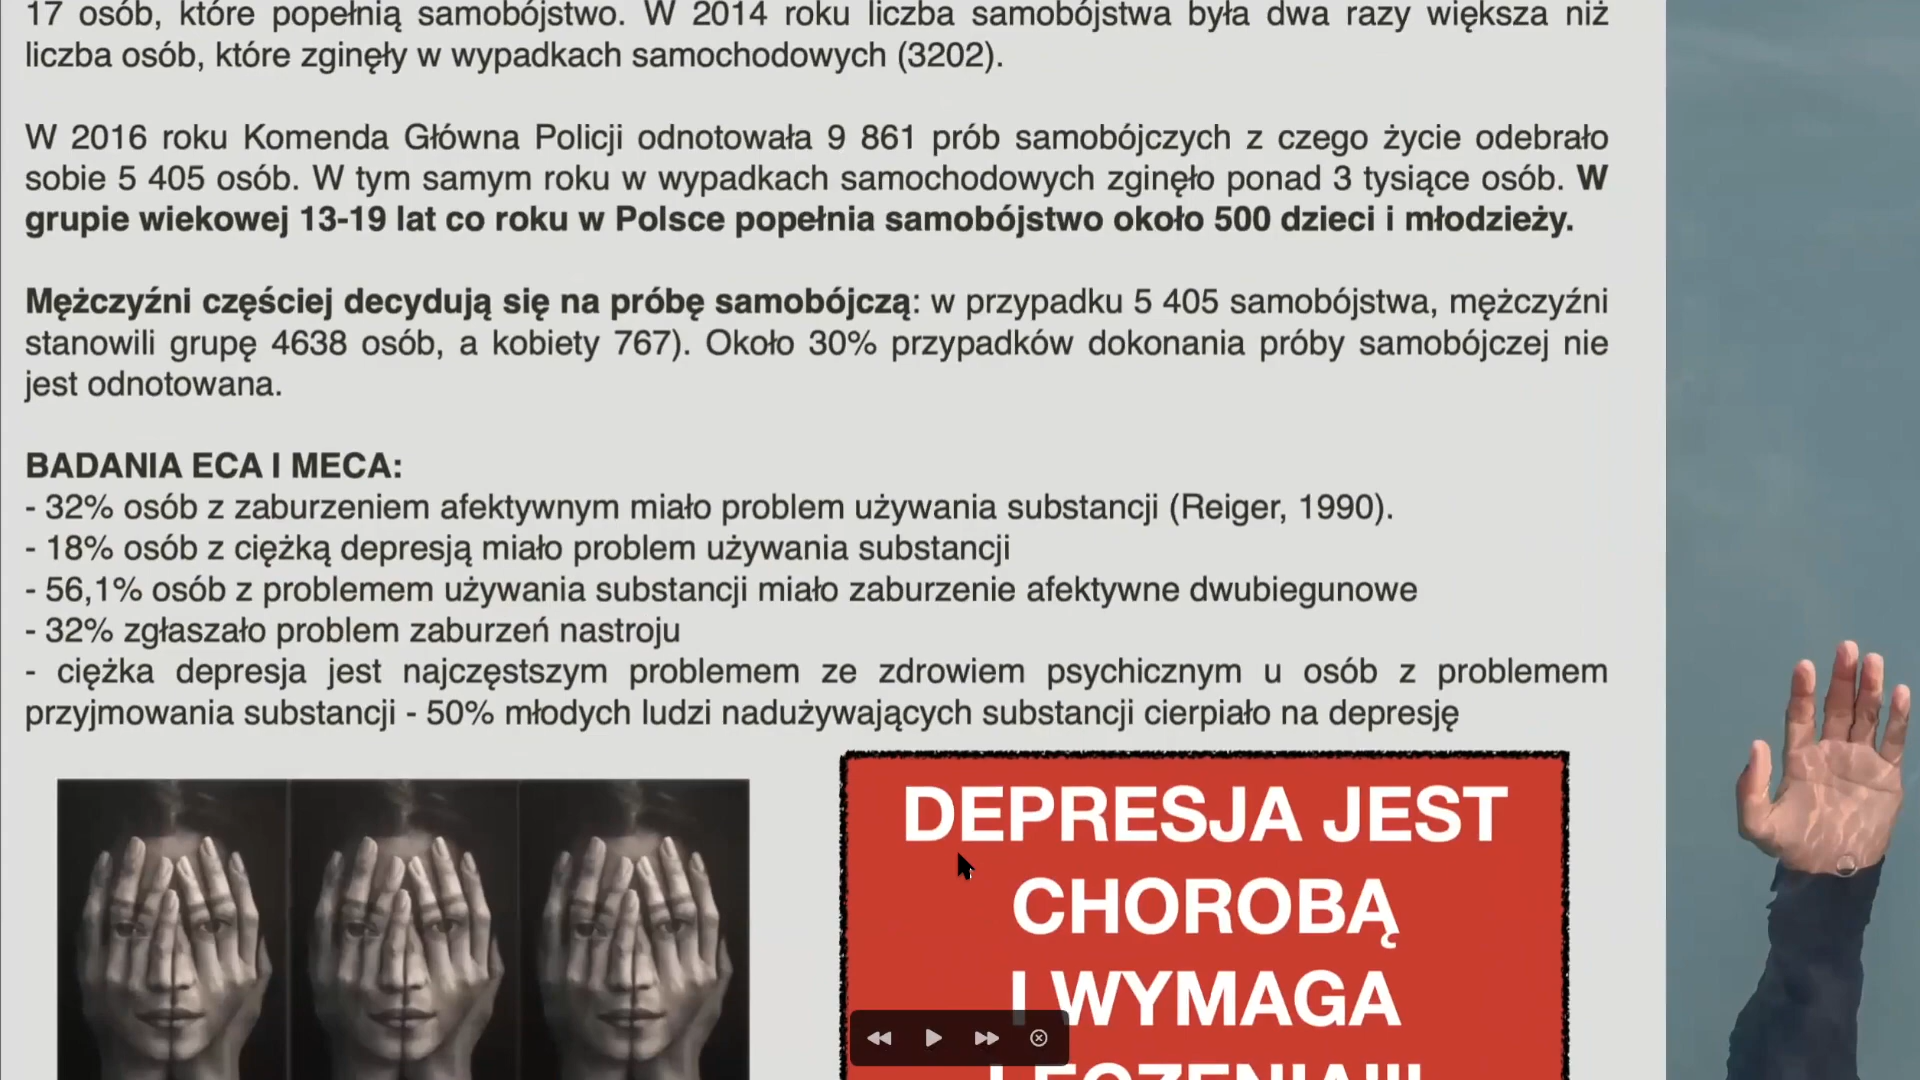 17 osób, które popełnią samobójstwo. W 2014 roku liczba samobójstwa była dwa razy większa niż
liczba osób, które zginęły w wypadkach samochodowych (3202).
W 2016 roku Komenda Główna Policji odnotowała 9 861 prób samobójczych z czego życie odebrało
sobie 5 405 osób. W tym samym roku w wypadkach samochodowych zginęło ponad 3 tysiące osób. W
grupie wiekowej 13-19 lat co roku w Polsce popełnia samobójstwo około 500 dzieci i młodzieży.
Mężczyźni częściej decydują się na próbę samobójczą: w przypadku 5 405 samobójstwa, mężczyźni
stanowili grupę 4638 osób, a kobiety 767). Około 30% przypadków dokonania próby samobójczej nie
jest odnotowana.
BADANIA ECA I MECA:
- 32% osób z zaburzeniem afektywnym miało problem używania substancji (Reiger, 1990).
- 18% osób z ciężką depresją miało problem używania substancji
- 56,1% osób z problemem używania substancji miało zaburzenie afektywne dwubiegunowe
- 32% zgłaszało problem zaburzeń nastroju
- ciężka depresja jest najczęstszym problemem ze zdrowiem psychicznym u osób z problemem
przyjmowania substancji - 50% młodych ludzi nadużywających substancji cierpiało na depresję
DEPRESJA JEST
CHOROBĄ
I WYMAGA
LECZENIA!!!